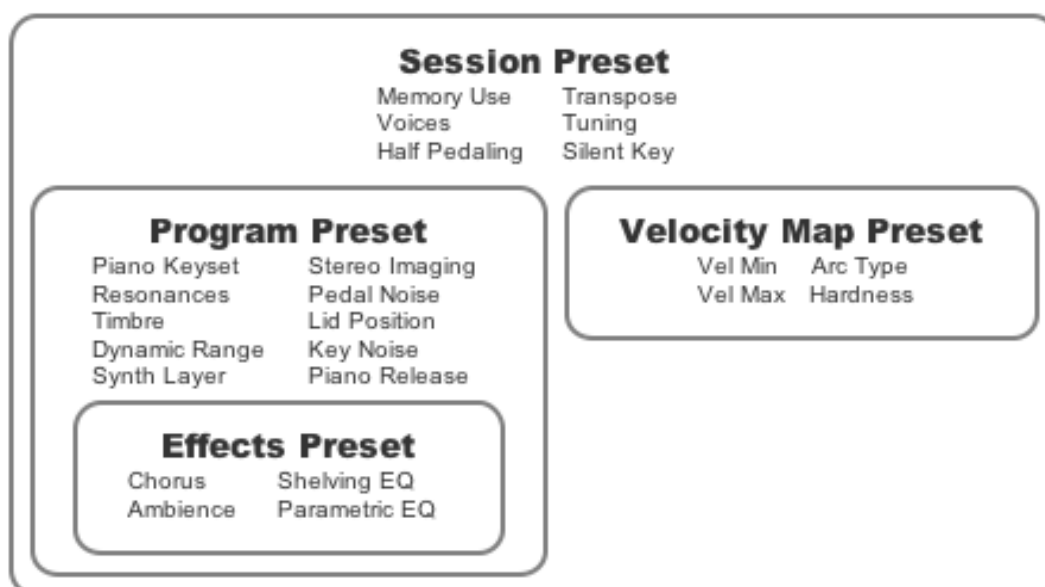 Session Preset
Memory Use Transpose
Voices Tuning
Half Pedaling Silent Key
Program Preset
Piano Keyset Stereo Imaging
Resonances Pedal Noise
Timbre Lid Position
Dynamic Range Key Noise
Synth Layer Piano Release
Effects Preset
Chorus Shelving EQ
Ambience Parametric EQ
Velocity Map Preset
Vel Min Arc Type
Vel Max Hardness